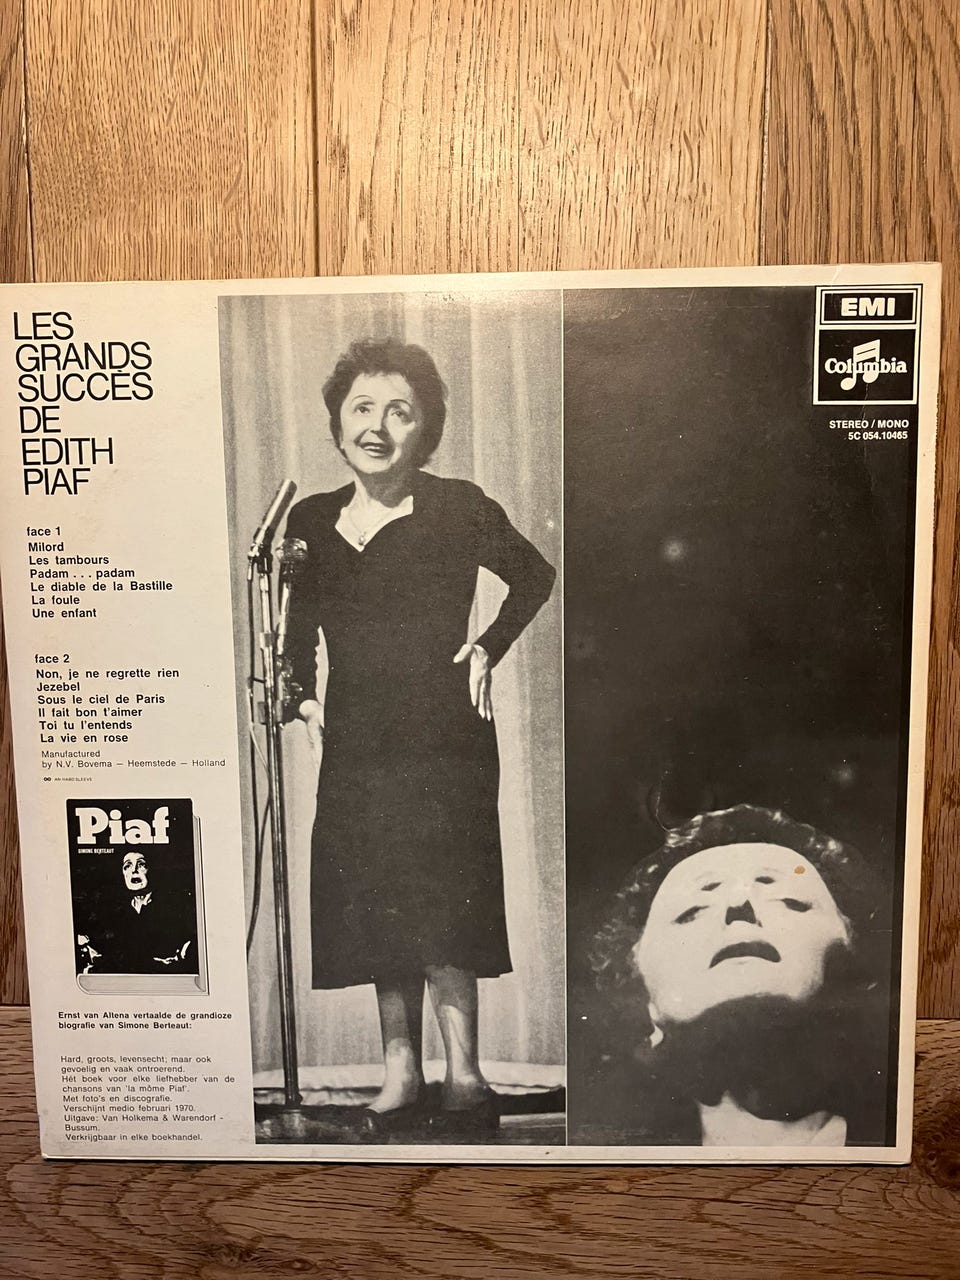 LES
GRANDS
SUCCÈS
DE
EDITH
PIAF
face 1
Milord
Les tambours
Padam . . . padam
Le diable de la Bastille
La foule
Une enfant
face 2
Non, je ne regrette rien
Jezebel
Sous le ciel de Paris
Il fait bon t'aimer
Toi tu l'entends
La vie en rose
Manufactured
by N.V. Bovema — Heemstede — Holland
AN HABO SLEEVE
Piaf
SIMONE BERTEAUT
Ernst van Altena vertaalde de grandioze
biografie van Simone Berteaut:
Hard, groots, levensecht; maar ook
gevoelig en vaak ontroerend.
Hét boek voor elke liefhebber van de
chansons van 'la môme Piaf'.
Met foto's en discografie.
Verschijnt medio februari 1970.
Uitgave: Van Holkema & Warendorf -
Bussum.
Verkrijgbaar in elke boekhandel.
EMI
Columbia
STEREO / MONO
5C 054.10465